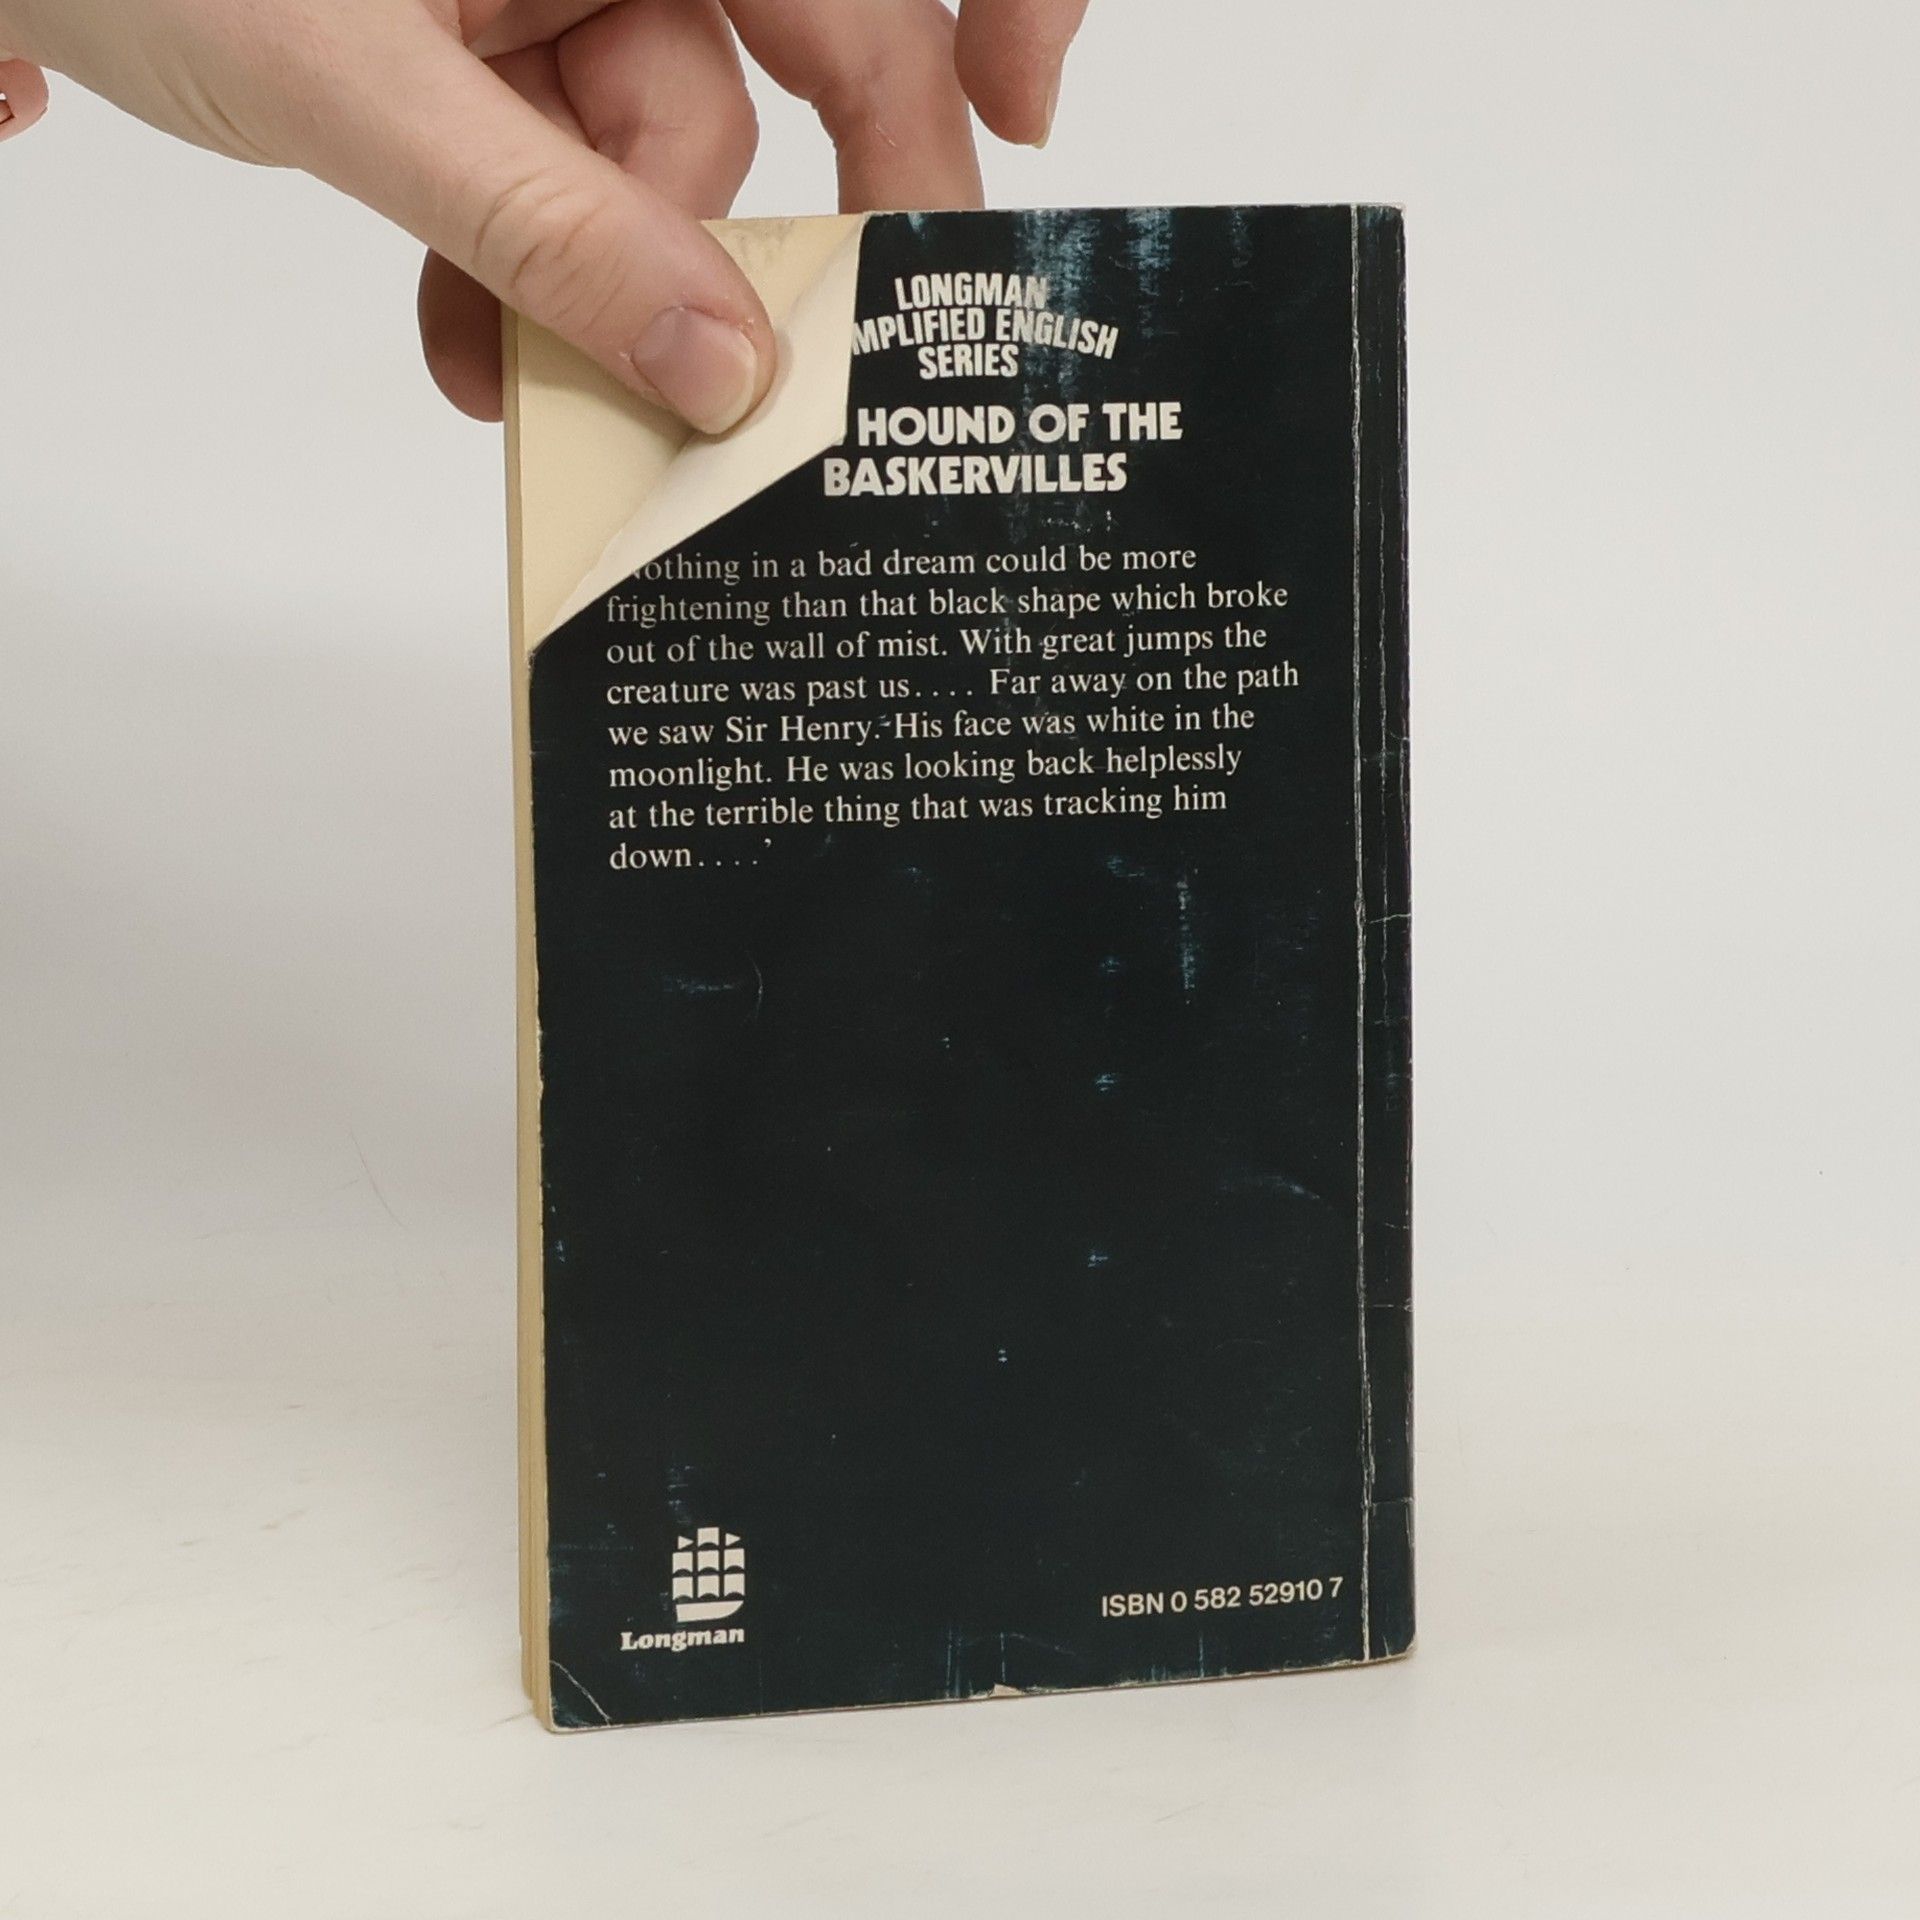 LONGMAN
MPLIFIED ENGLISH
SERIES
HOUND OF THE
BASKERVILLES
othing in a bad dream could be more
frightening than that black shape which broke
out of the wall of mist. With great jumps the
creature was past us.... Far away on the path
we saw Sir Henry. His face was white in the
moonlight. He was looking back helplessly
at the terrible thing that was tracking him
down....’
Longman
ISBN 0 582 52910 7